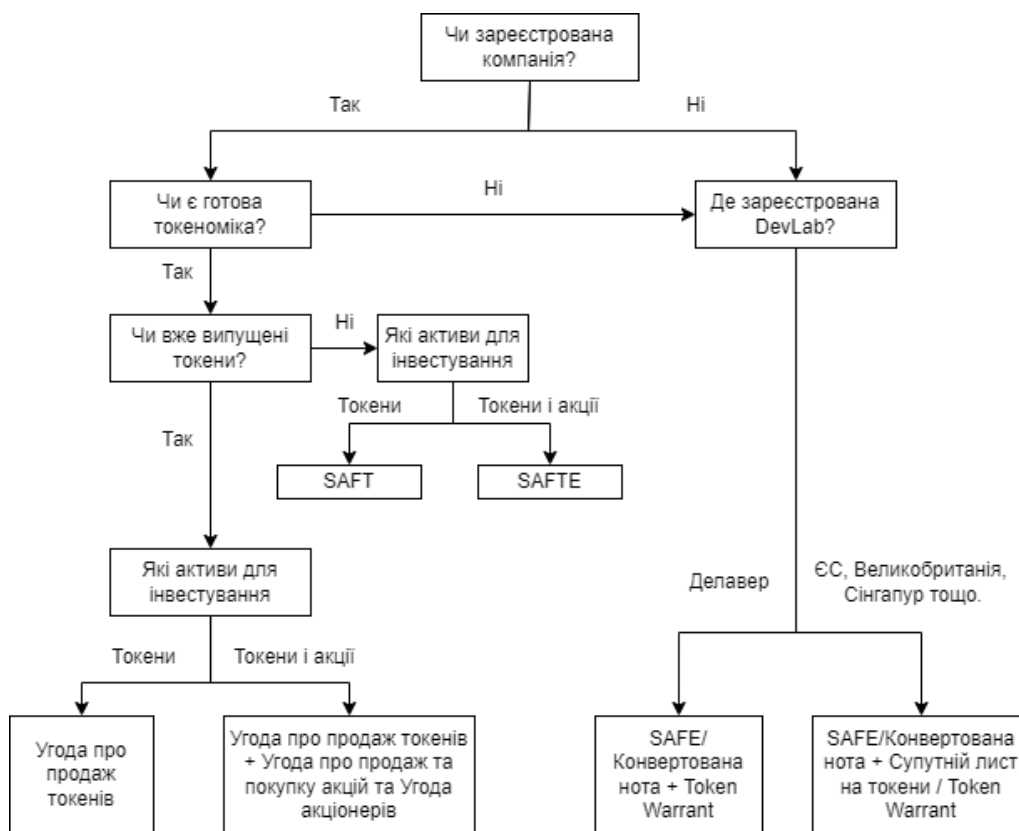 Чи зареєстрована
компанія?
Так
Ні
Чи є готова
токеноміка?
Ні
Де зареєстрована
DevLab?
Так
Чи вже випущені
токени?
Ні
Які активи для
інвестування
Токени
Токени і акції
SAFT
SAFTE
Так
Які активи для
інвестування
Токени
Токени і акції
Делавер
ЄС, Великобританія,
Сінгапур тощо.
Угода про
продаж
токенів
Угода про продаж токенів
+ Угода про продаж та
покупку акцій та Угода
акціонерів
SAFE/
Конвертована
нота + Token
Warrant
SAFE/Конвертована
нота + Супутній лист
на токени / Token
Warrant